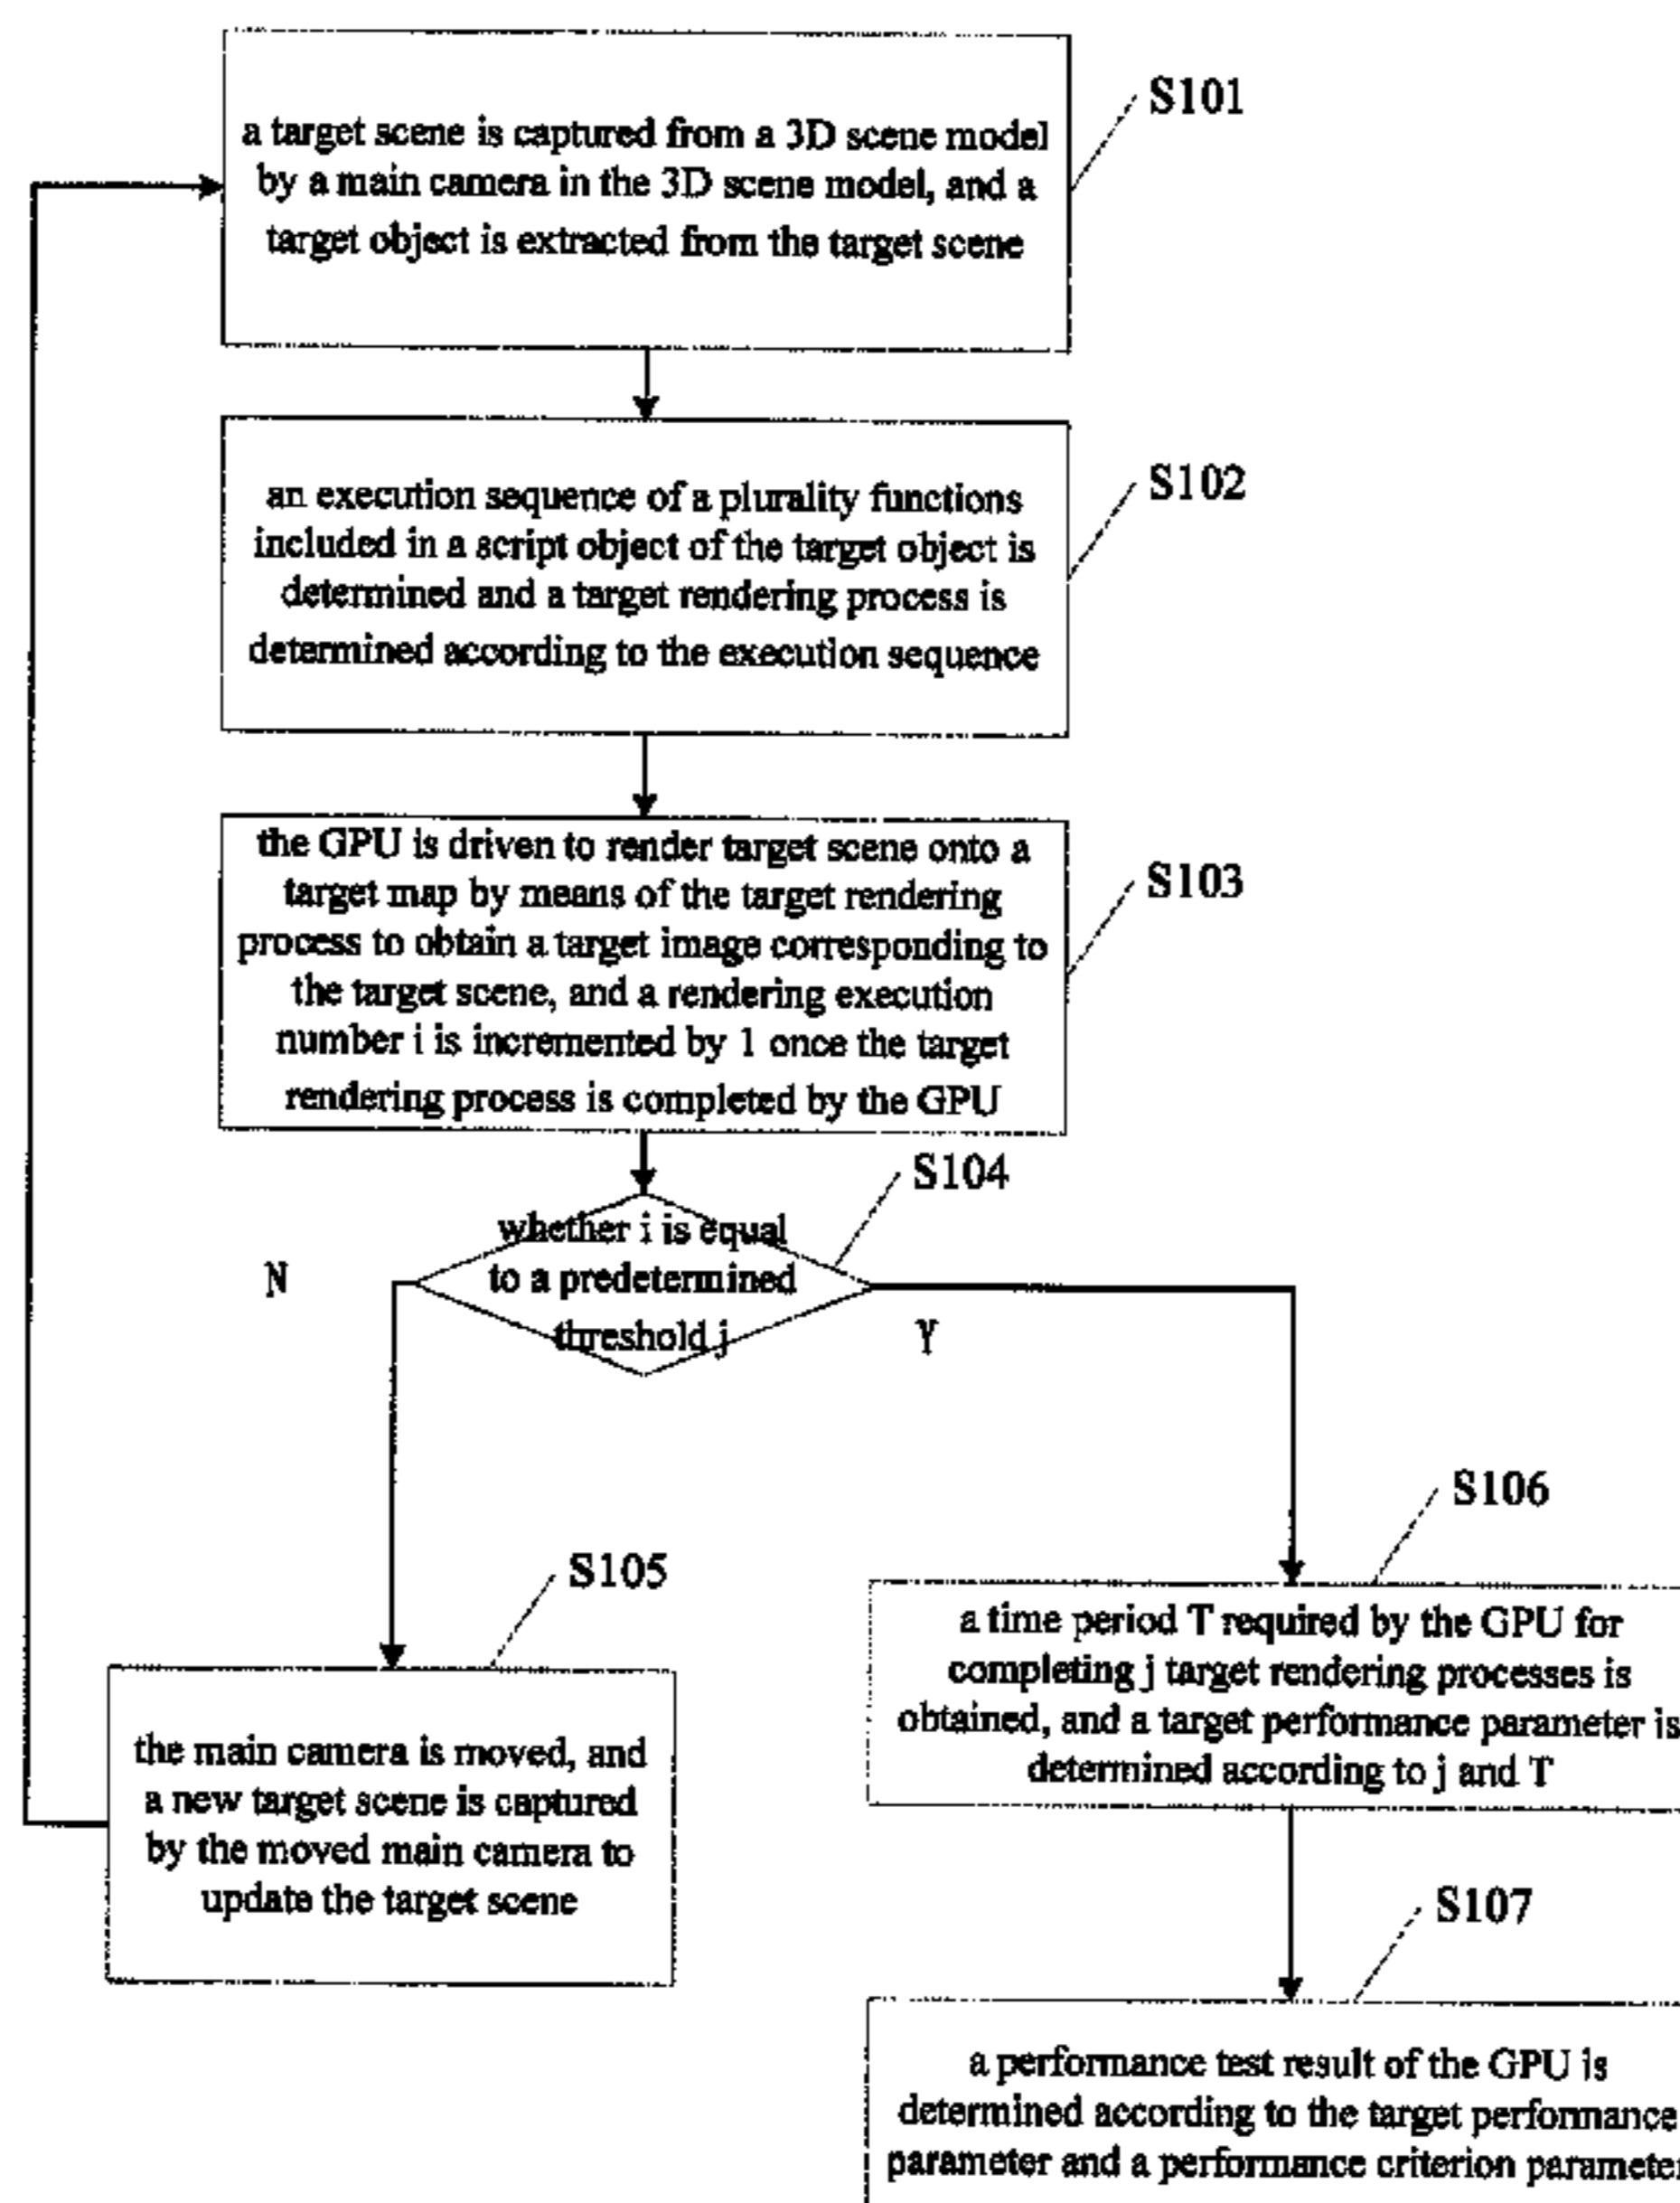 S101
a target scene is captured from a 3D scene model
by a main camera in the 3D scene model, and a
target object is extracted from the target scene
S102
an execution sequence of a plurality functions
included in a script object of the target object is
determined and a target rendering process is
determined according to the execution sequence
the GPU is driven to render target scene onto a
target map by means of the target rendering
process to obtain a target image corresponding to
the target scene, and a rendering execution
number i is incremented by 1 once the target
rendering process is completed by the GPU
S103
S104
whether i is equal
to a predetermined
threshold j
N
Y
S105
the main camera is moved, and
a new target scene is captured
by the moved main camera to
update the target scene
S106
a time period T required by the GPU for
completing j target rendering processes is
obtained, and a target performance parameter is
determined according to j and T
S107
a performance test result of the GPU is
determined according to the target performance
parameter and a performance criterion parameter